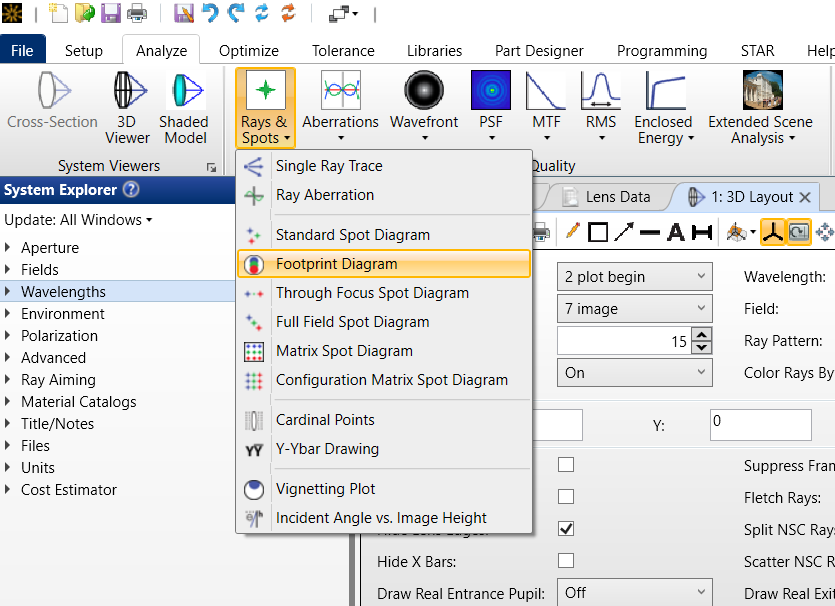 File Setup Analyze Optimize Tolerance Libraries Part Designer Programming STAR Help
Cross-Section
3D Viewer
Shaded Model
Rays & Spots
Aberrations
Wavefront
PSF
MTF
RMS
Enclosed Energy
Extended Scene Analysis
System Viewers
Quality
System Explorer
Update: All Windows
Aperture
Fields
Wavelengths
Environment
Polarization
Advanced
Ray Aiming
Material Catalogs
Title/Notes
Files
Units
Cost Estimator
Single Ray Trace
Ray Aberration
Standard Spot Diagram
Footprint Diagram
Through Focus Spot Diagram
Full Field Spot Diagram
Matrix Spot Diagram
Configuration Matrix Spot Diagram
Cardinal Points
Y-Ybar Drawing
Vignetting Plot
Incident Angle vs. Image Height
Lens Data
1: 3D Layout
2 plot begin Wavelength:
7 image Field:
15 Ray Pattern:
On Color Rays By
Y: 0
Suppress Fram
Fletch Rays:
Split NSC Rays
Hide X Bars: Scatter NSC R
Draw Real Entrance Pupil: Off Draw Real Exit